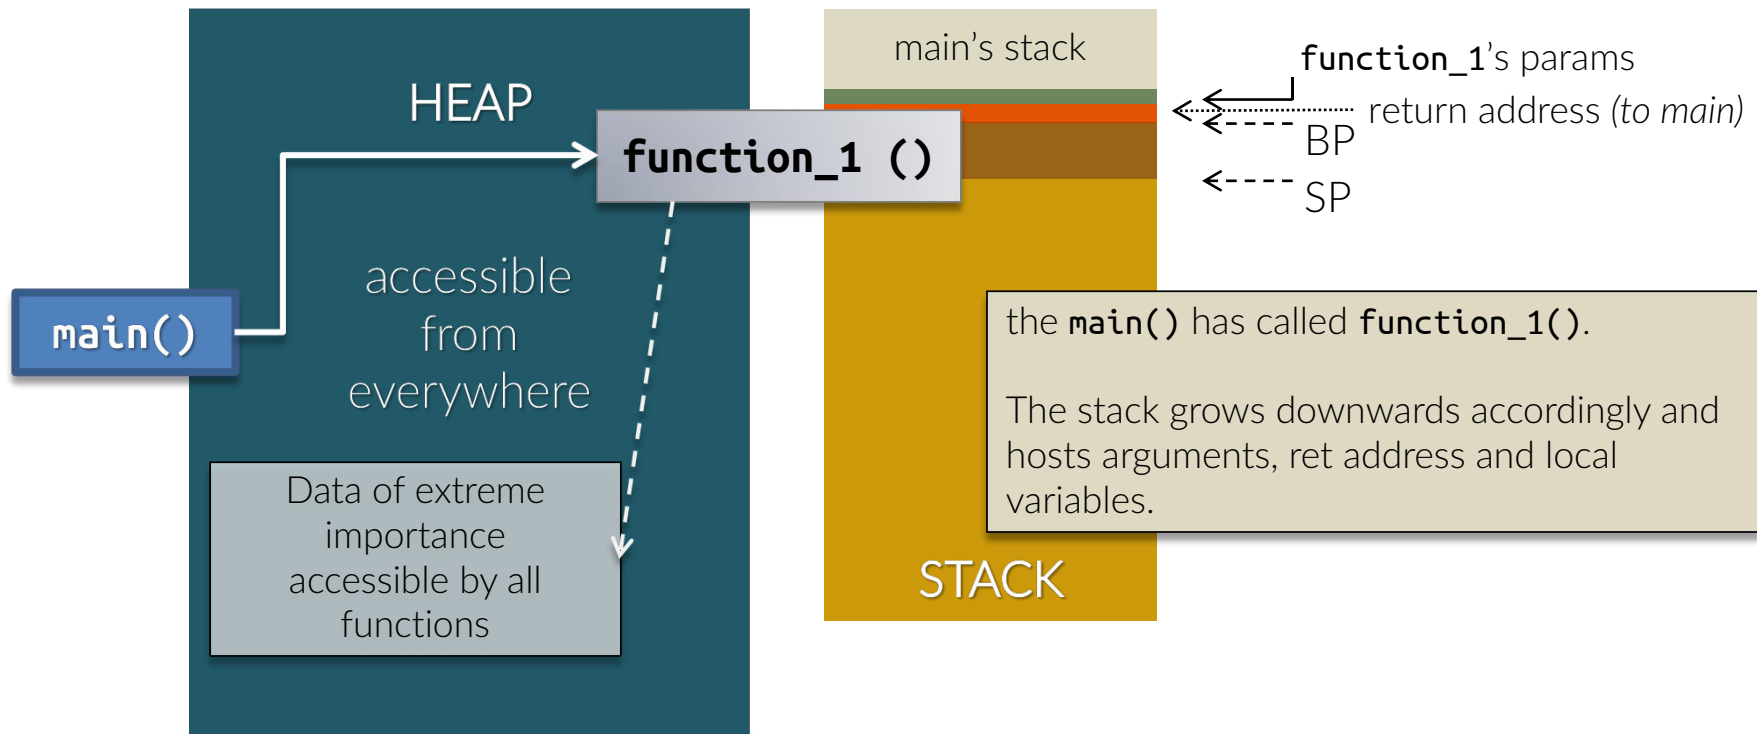 HEAP
function_1 ()
main()
accessible
from
everywhere
Data of extreme
importance
accessible by all
functions
main’s stack
function_1’s params
return address (to main)
BP
SP
the main() has called function_1().
The stack grows downwards accordingly and
hosts arguments, ret address and local
variables.
STACK